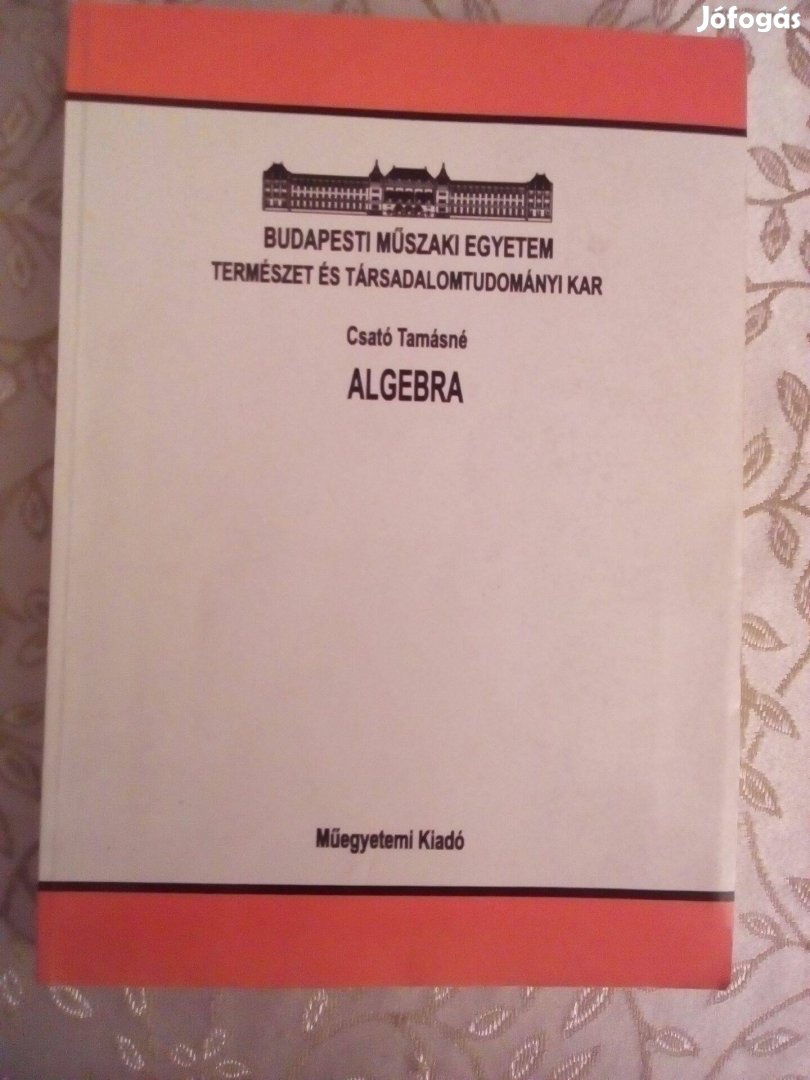 Jófogás
BUDAPESTI MŰSZAKI EGYETEM
TERMÉSZET ÉS TÁRSADALOMTUDOMÁNYI KAR
Csató Tamásné
ALGEBRA
Műegyetemi Kiadó